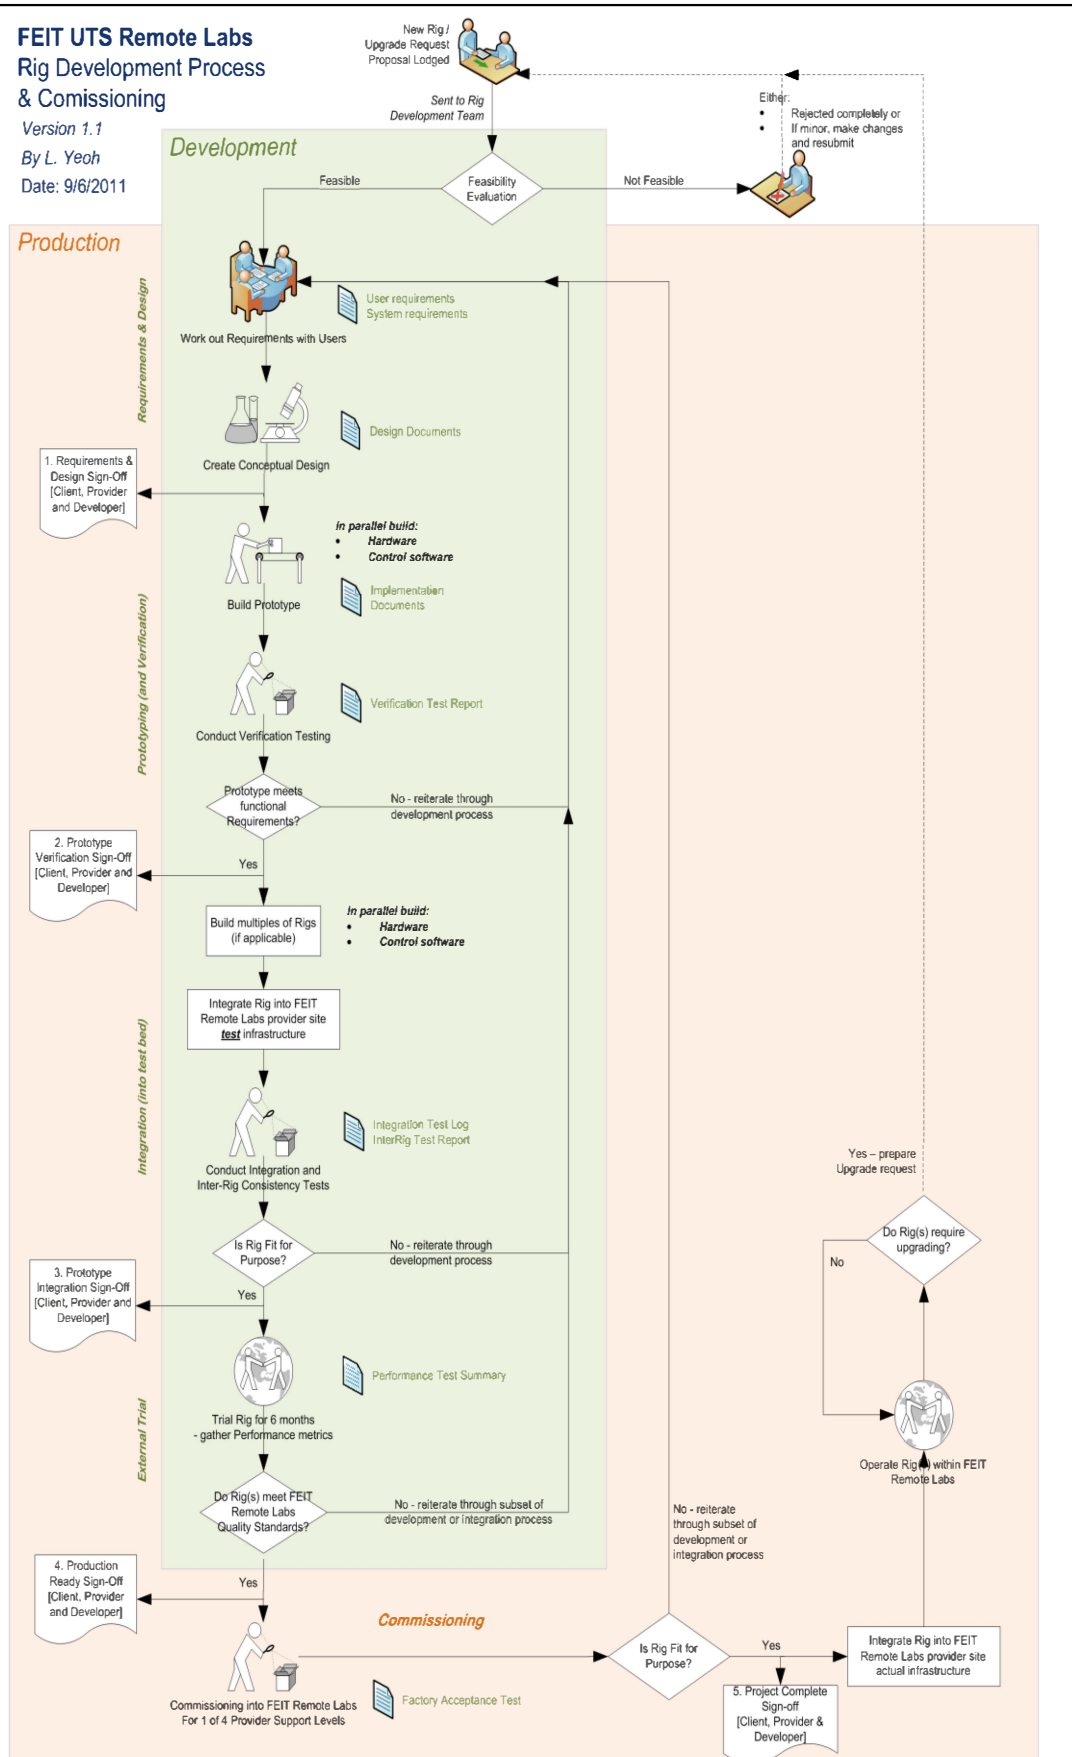 FEIT UTS Remote Labs
Rig Development Process
& Comissioning
Version 1.1
By L. Yeoh
Date: 9/6/2011
New Rig /
Upgrade Request
Proposal Lodged
Sent to Rig
Development Team
Either:
• Rejected completely or
• If minor, make changes
and resubmit
Development
Feasibility
Evaluation
Feasible
Not Feasible
Production
Requirements & Design
User requirements
System requirements
Work out Requirements with Users
Design Documents
Create Conceptual Design
1. Requirements &
Design Sign-Off
[Client, Provider
and Developer]
In parallel build:
• Hardware
• Control software
Implementation
Documents
Build Prototype
Prototyping (and Verification)
Verification Test Report
Conduct Verification Testing
Prototype meets
functional
Requirements?
No - reiterate through
development process
2. Prototype
Verification Sign-Off
[Client, Provider and
Developer]
Yes
Build multiples of Rigs
(if applicable)
In parallel build:
• Hardware
• Control software
Integrate Rig into FEIT
Remote Labs provider site
test infrastructure
Integration (into test bed)
Integration Test Log
InterRig Test Report
Conduct Integration and
Inter-Rig Consistency Tests
Yes – prepare
Upgrade request
Do Rig(s) require
upgrading?
No
Is Rig Fit for
Purpose?
No - reiterate through
development process
3. Prototype
Integration Sign-Off
[Client, Provider and
Developer]
Yes
Performance Test Summary
Trial Rig for 6 months
- gather Performance metrics
External Trial
Operate Rig(s) within FEIT
Remote Labs
Do Rig(s) meet FEIT
Remote Labs
Quality Standards?
No - reiterate through subset of
development or integration process
No - reiterate
through subset of
development or
integration process
4. Production
Ready Sign-Off
[Client, Provider
and Developer]
Yes
Commissioning
Is Rig Fit for
Purpose?
Yes
Integrate Rig into FEIT
Remote Labs provider site
actual infrastructure
Commissioning into FEIT Remote Labs
For 1 of 4 Provider Support Levels
Factory Acceptance Test
5. Project Complete
Sign-off
[Client, Provider &
Developer]